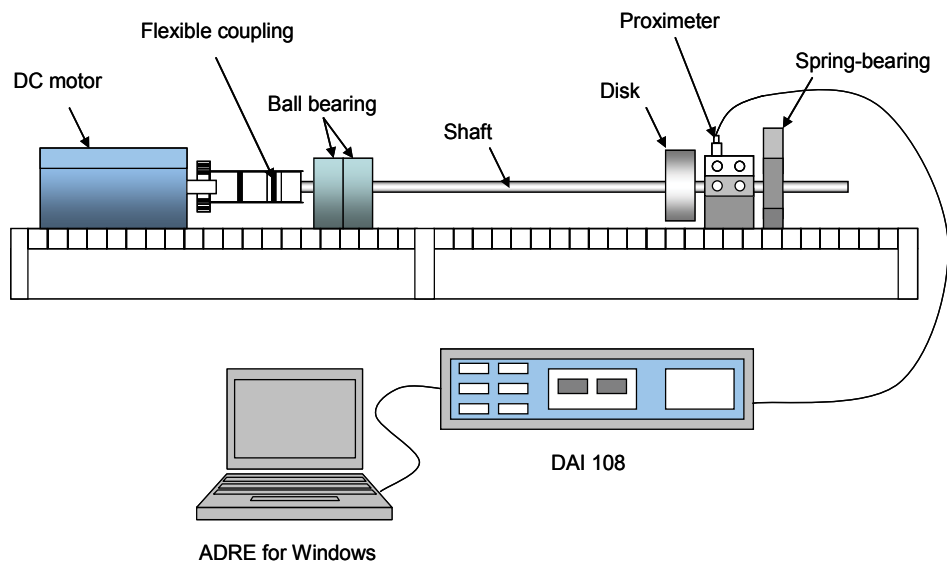 Proximeter
Flexible coupling
Spring-bearing
DC motor
Disk
Ball bearing
Shaft
DAI 108
ADRE for Windows